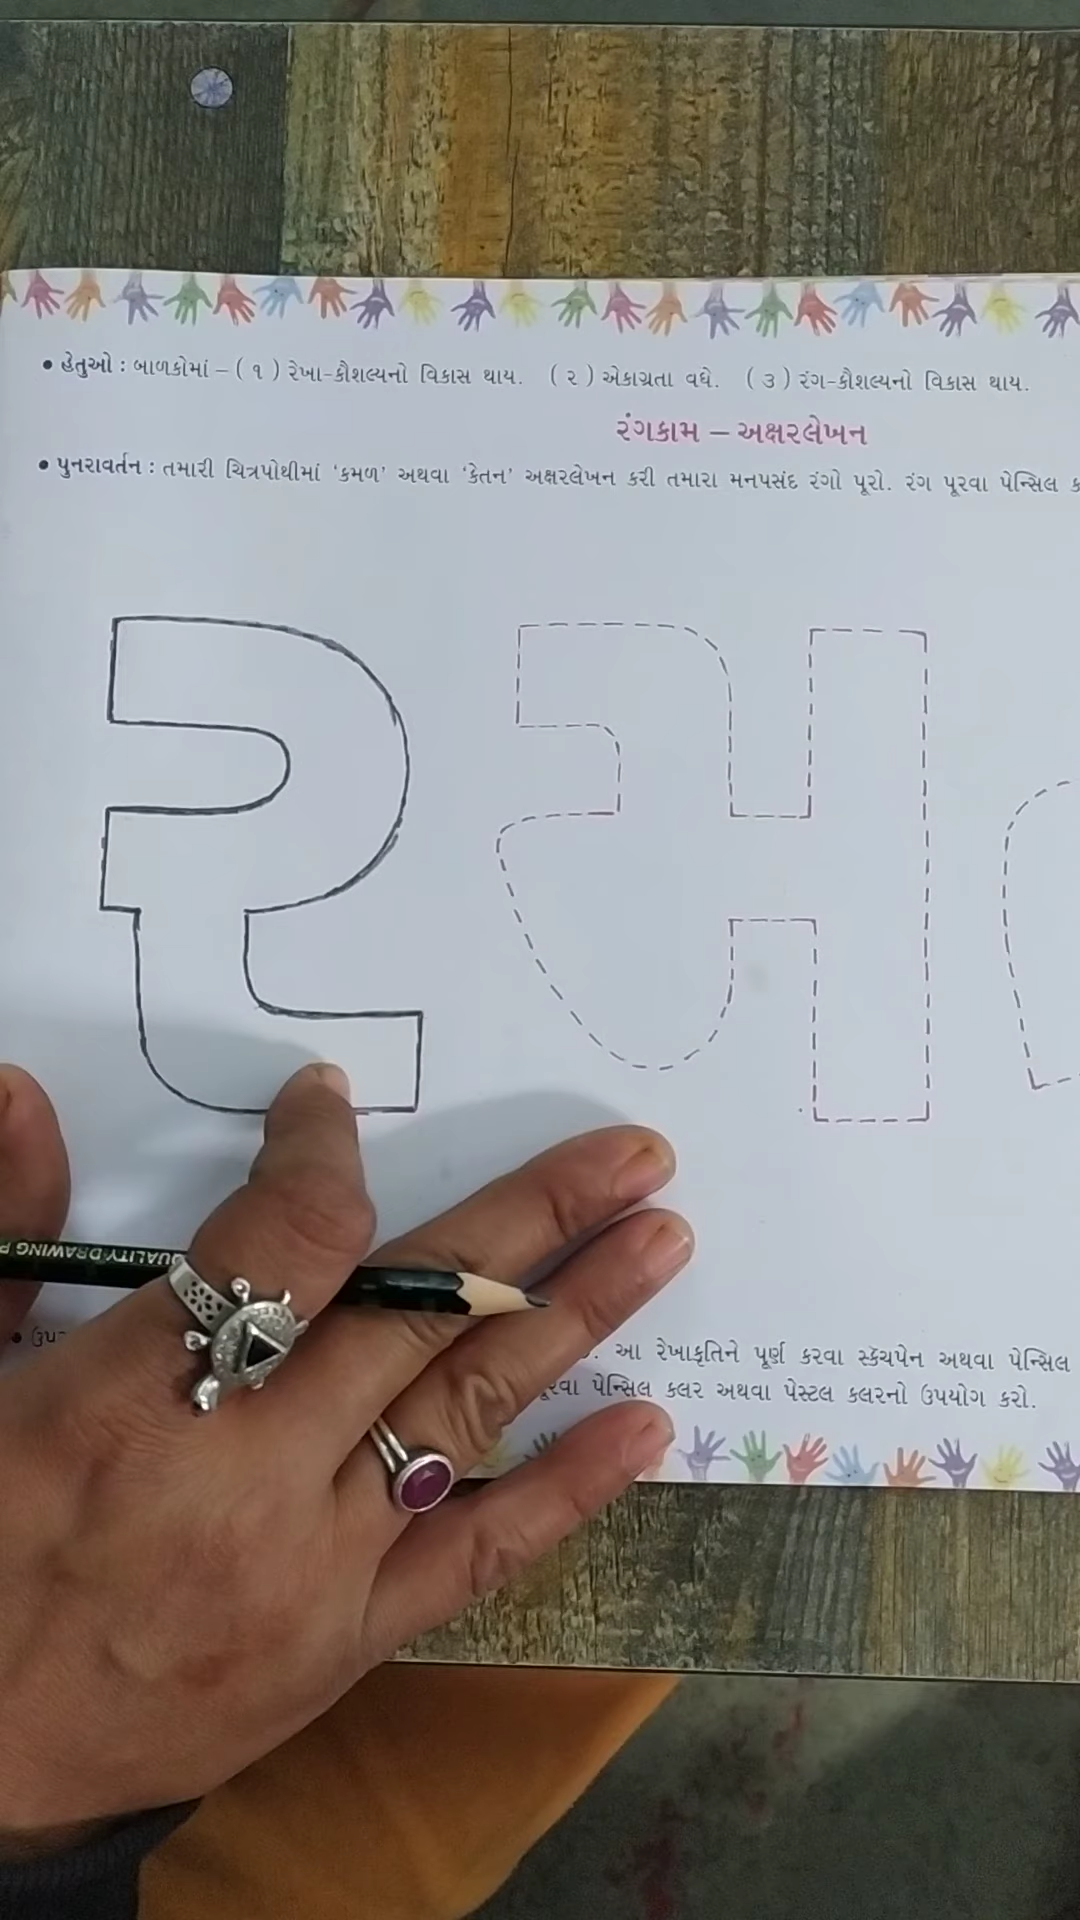 • હેતુઓ : બાળકોમાં – ( ૧ ) રેખા-કૌશલ્યનો વિકાસ થાય. ( ૨ ) એકાગ્રતા વધે. ( ૩ ) રંગ-કૌશલ્યનો વિકાસ થાય.
રંગકામ – અક્ષરલેખન
• પુનરાવર્તન : તમારી ચિત્રપોથીમાં ‘કમળ’ અથવા ‘કેતન’ અક્ષરલેખન કરી તમારા મનપસંદ રંગો પૂરો. રંગ પૂરવા પેન્સિલ
ર મ
QUALITY DRAWING
આ રેખાકૃતિને પૂર્ણ કરવા સ્કૅચપેન અથવા પેન્સિલ
પેન્સિલ કલર અથવા પેસ્ટલ કલરનો ઉપયોગ કરો.